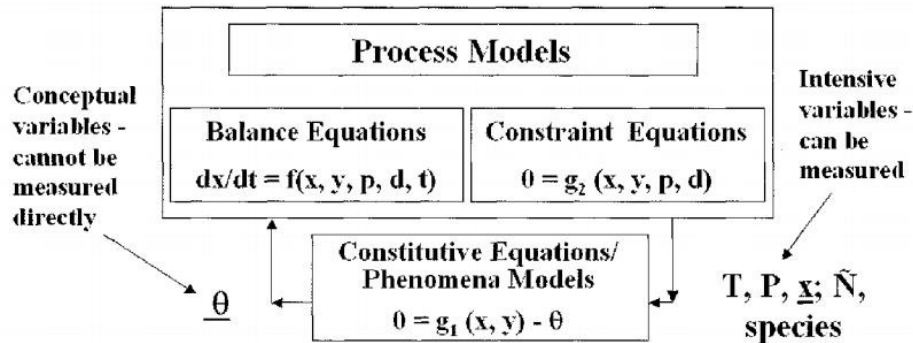 Process Models
Conceptual
variables -
cannot be
measured
directly
Balance Equations
dx/dt = f(x, y, p, d, t)
Constraint Equations
0 = g₂ (x, y, p, d)
Intensive
variables -
can be
measured
Constitutive Equations/
Phenomena Models
0 = g₁ (x, y) - θ
θ
T, P, x; Ñ,
species